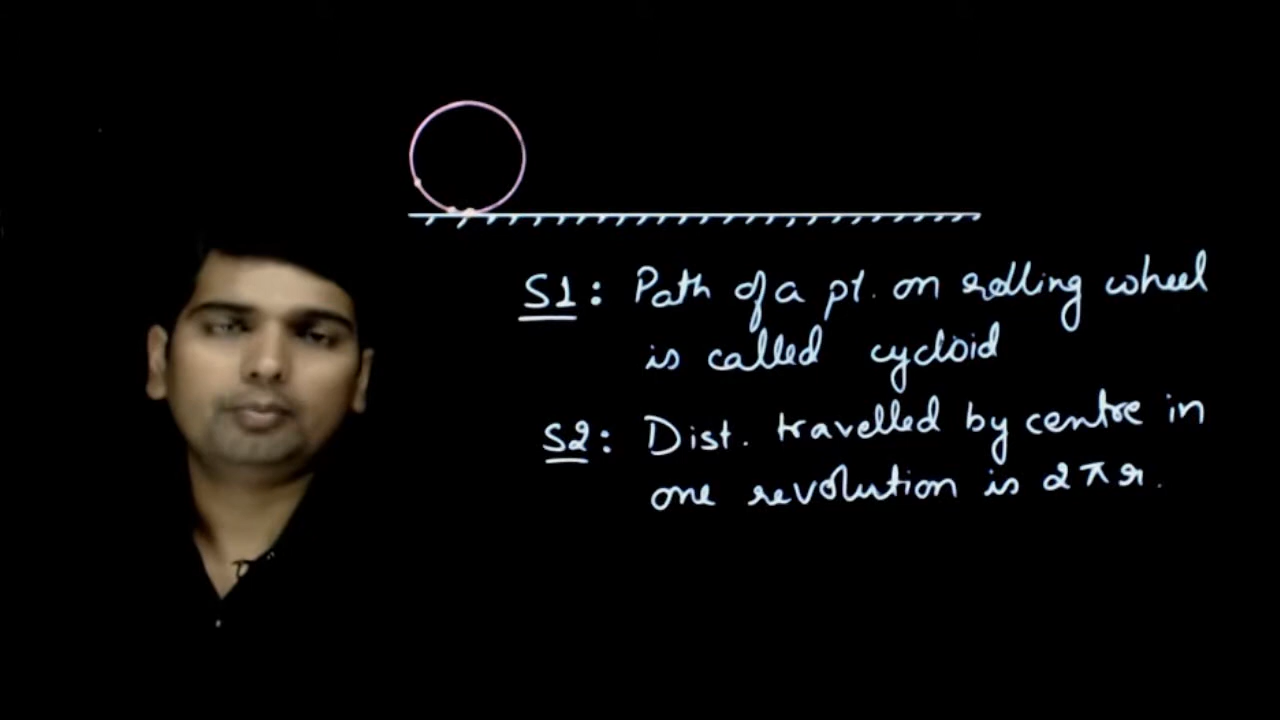 S1: Path of a pt. on rolling wheel
is called cycloid
S2: Dist. travelled by centre in
one revolution is 2πr.